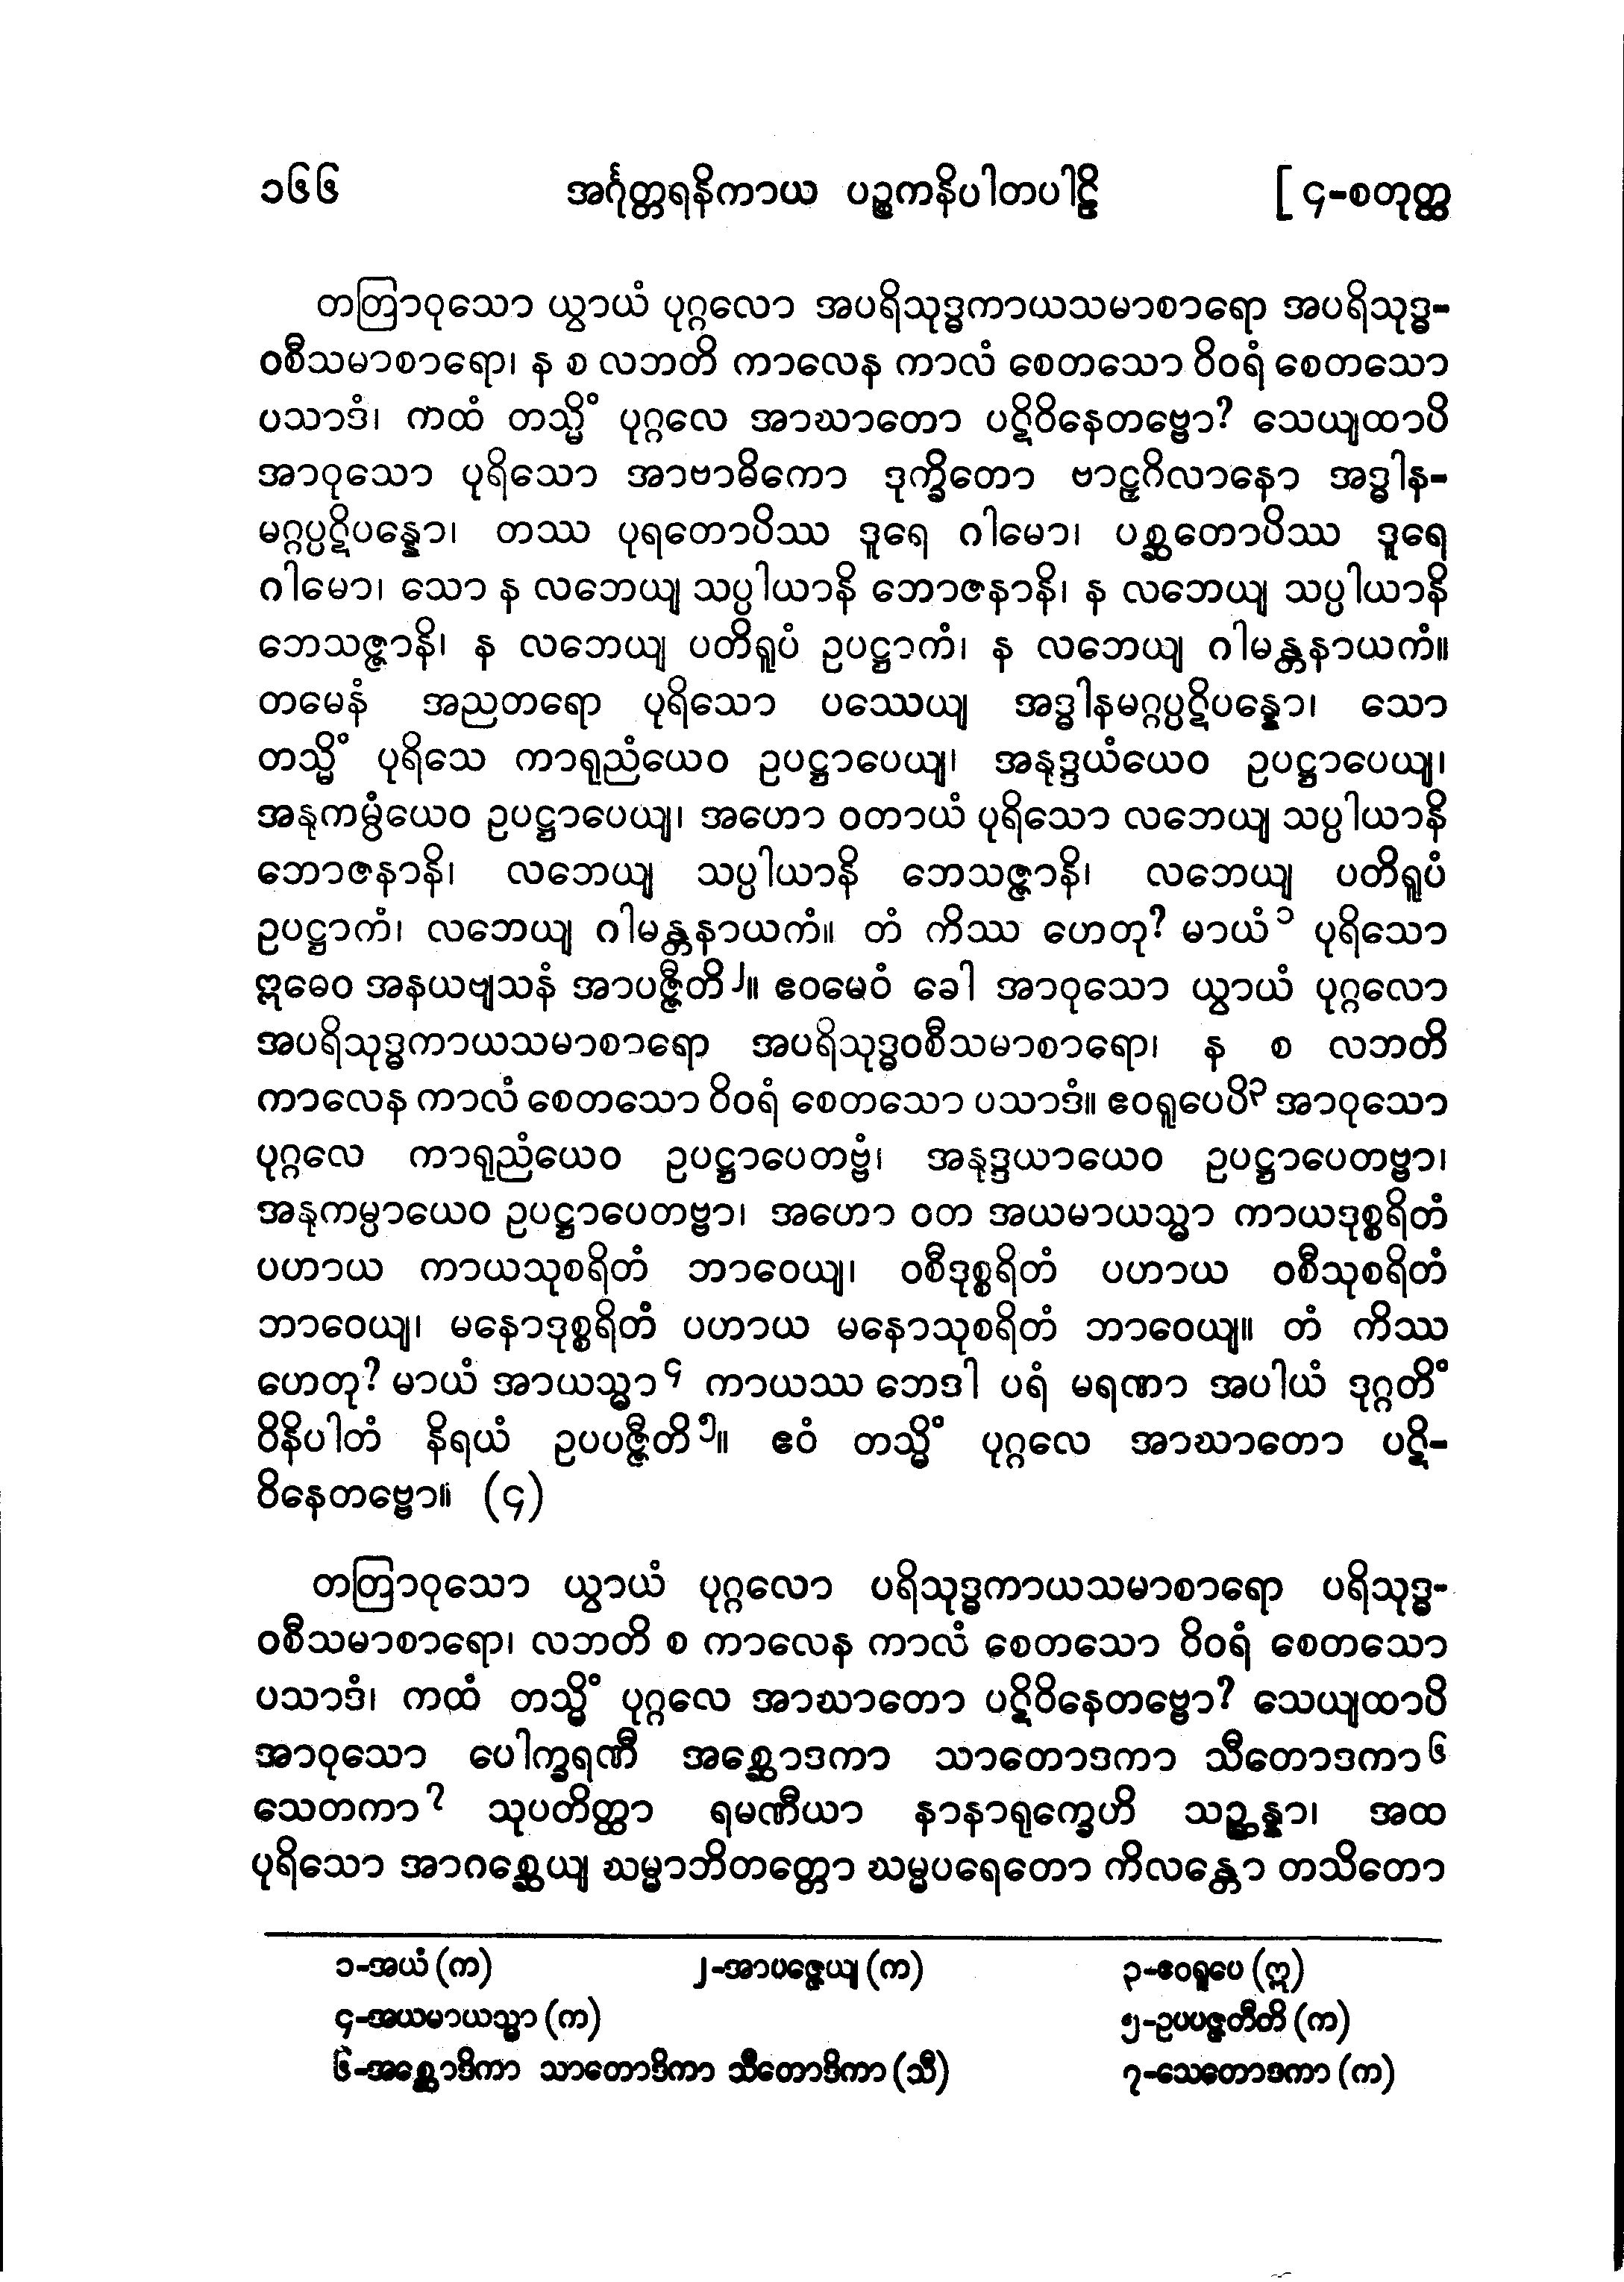 ၁၆၆ အင်္ဂုတ္တရနိကာယ ပဉ္စကနိပါတပါဠိ [ ၄-စတုတ္ထ
တတြာဝုသော ယွာယံ ပုဂ္ဂလော အပရိသုဒ္ဓကာယသမာစာရော အပရိသုဒ္ဓ-
ဝစီသမာစာရော၊ န စ လဘတိ ကာလေန ကာလံ စေတသော ဝိဝရံ စေတသော
ပသာဒံ၊ ကထံ တသ္မိံ ပုဂ္ဂလေ အာဃာတော ပဋိဝိနေတဗ္ဗော? သေယျထာပိ
အာဝုသော ပုရိသော အာဗာဓိကော ဒုက္ခိတော ဗာဠှဂိလာနော အဒ္ဓါန-
မဂ္ဂပ္ပဋိပန္နော၊ တဿ ပုရတောပိဿ ဒူရေ ဂါမော၊ ပစ္ဆတောပိဿ ဒူရေ
ဂါမော၊ သော န လဘေယျ သပ္ပါယာနိ ဘောဇနာနိ၊ န လဘေယျ သပ္ပါယာနိ
ဘေသဇ္ဇာနိ၊ န လဘေယျ ပတိရူပံ ဥပဋ္ဌာကံ၊ န လဘေယျ ဂါမန္တနာယကံ။
တမေနံ အညတရော ပုရိသော ပဿေယျ အဒ္ဓါနမဂ္ဂပ္ပဋိပန္နော၊ သော
တသ္မိံ ပုရိသေ ကာရုညံယေဝ ဥပဋ္ဌာပေယျ၊ အနုဒ္ဒယံယေဝ ဥပဋ္ဌာပေယျ၊
အနုကမ္ပံယေဝ ဥပဋ္ဌာပေယျ၊ အဟော ဝတာယံ ပုရိသော လဘေယျ သပ္ပါယာနိ
ဘောဇနာနိ၊ လဘေယျ သပ္ပါယာနိ ဘေသဇ္ဇာနိ၊ လဘေယျ ပတိရူပံ
ဥပဋ္ဌာကံ၊ လဘေယျ ဂါမန္တနာယကံ။ တံ ကိဿ ဟေတု? မာယံ၁ ပုရိသော
ဣဓေဝ အနယဗျသနံ အာပဇ္ဇီတိ၂။ ဧဝမေဝံ ခေါ အာဝုသော ယွာယံ ပုဂ္ဂလော
အပရိသုဒ္ဓကာယသမာစာရော အပရိသုဒ္ဓဝစီသမာစာရော၊ န စ လဘတိ
ကာလေန ကာလံ စေတသော ဝိဝရံ စေတသော ပသာဒံ။ ဧဝရူပေပိ၃ အာဝုသော
ပုဂ္ဂလေ ကာရုညံယေဝ ဥပဋ္ဌာပေတဗ္ဗံ၊ အနုဒ္ဒယာယေဝ ဥပဋ္ဌာပေတဗ္ဗာ၊
အနုကမ္ပာယေဝ ဥပဋ္ဌာပေတဗ္ဗာ၊ အဟော ဝတ အယမာယသ္မာ ကာယဒုစ္စရိတံ
ပဟာယ ကာယသုစရိတံ ဘာဝေယျ၊ ဝစီဒုစ္စရိတံ ပဟာယ ဝစီသုစရိတံ
ဘာဝေယျ၊ မနောဒုစ္စရိတံ ပဟာယ မနောသုစရိတံ ဘာဝေယျ။ တံ ကိဿ
ဟေတု? မာယံ အာယသ္မာ၄ ကာယဿ ဘေဒါ ပရံ မရဏာ အပါယံ ဒုဂ္ဂတိံ
ဝိနိပါတံ နိရယံ ဥပပဇ္ဇီတိ၅။ ဧဝံ တသ္မိံ ပုဂ္ဂလေ အာဃာတော ပဋိ-
ဝိနေတဗ္ဗော။ (၄)
တတြာဝုသော ယွာယံ ပုဂ္ဂလော ပရိသုဒ္ဓကာယသမာစာရော ပရိသုဒ္ဓ-
ဝစီသမာစာရော၊ လဘတိ စ ကာလေန ကာလံ စေတသော ဝိဝရံ စေတသော
ပသာဒံ၊ ကထံ တသ္မိံ ပုဂ္ဂလေ အာဃာတော ပဋိဝိနေတဗ္ဗော? သေယျထာပိ
အာဝုသော ပေါက္ခရဏီ အစ္ဆောဒကာ သာတောဒကာ သီတောဒကာ၆
သေတကာ၇ သုပတိတ္ထာ ရမဏီယာ နာနာရုက္ခေဟိ သဉ္ဆန္နာ၊ အထ
ပုရိသော အာဂစ္ဆေယျ ဃမ္မာဘိတတ္တော ဃမ္မပရေတော ကိလန္တော တသိတော
၁-အယံ (က) ၂-အာပဇ္ဇေယျ (က) ၃-ဧဝရူပေ (ဣ)
၄-အယမာယသ္မာ (က) ၅-ဥပပဇ္ဇတီတိ (က)
၆-အစ္ဆောဒိကာ သာတောဒိကာ သီတောဒိကာ (သီ) ၇-သေတောဒကာ (က)